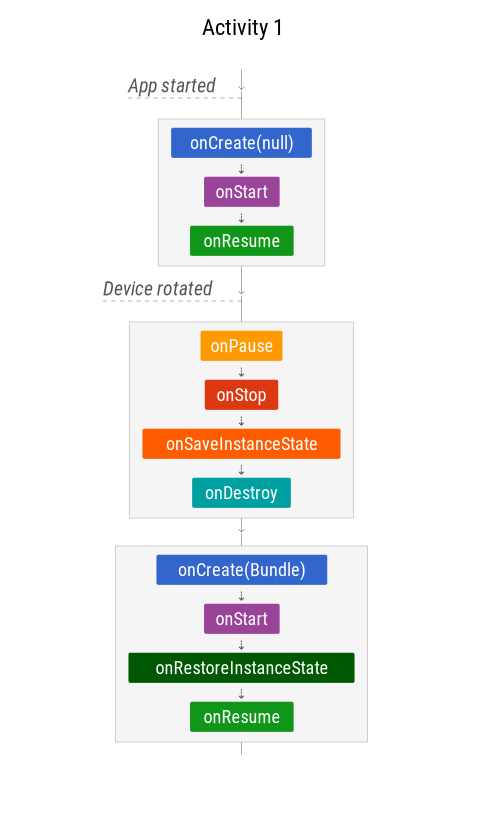 Activity 1
App started
onCreate(null)
onStart
onResume
Device rotated
onPause
onStop
onSaveInstanceState
onDestroy
onCreate(Bundle)
onStart
onRestoreInstanceState
onResume